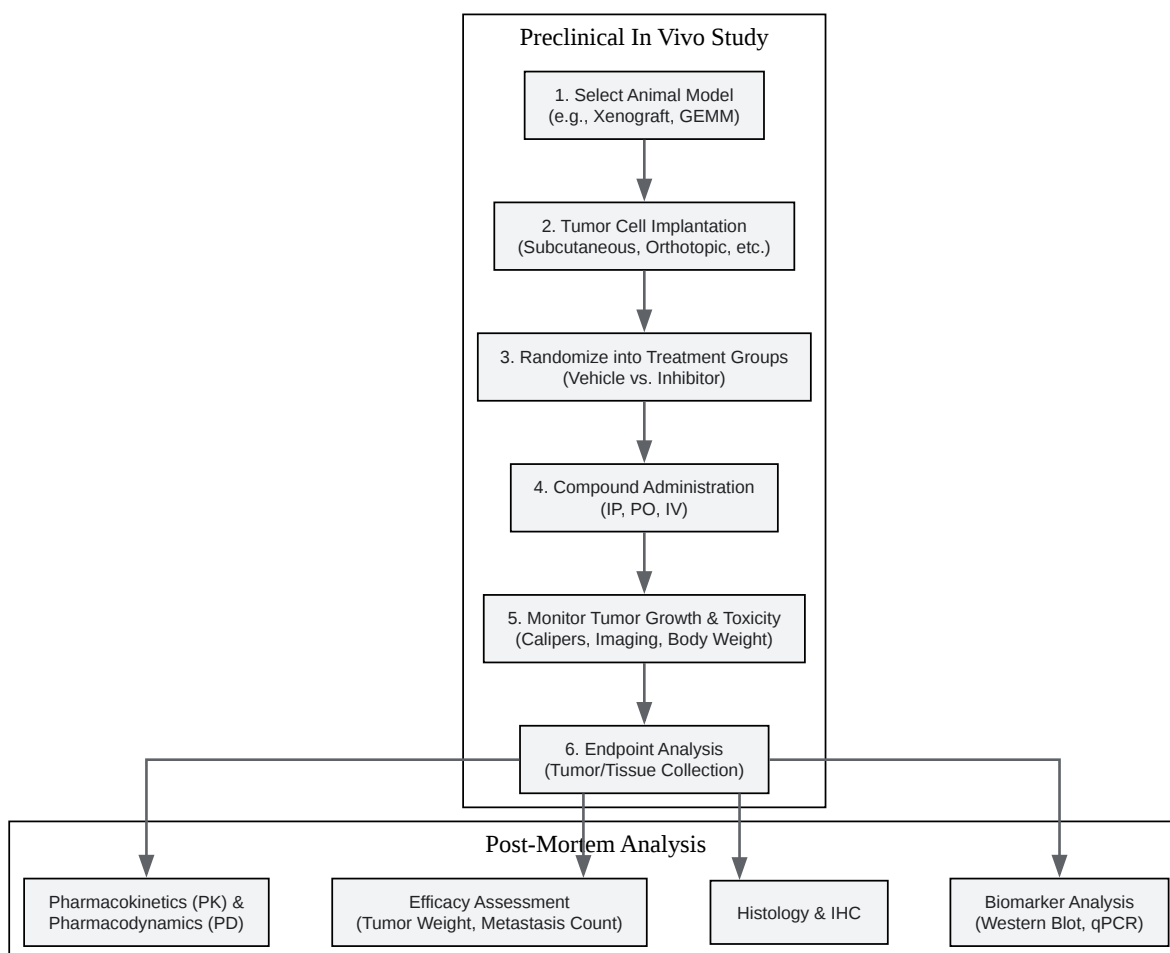 Preclinical In Vivo Study
1. Select Animal Model
(e.g., Xenograft, GEMM)
2. Tumor Cell Implantation
(Subcutaneous, Orthotopic, etc.)
3. Randomize into Treatment Groups
(Vehicle vs. Inhibitor)
4. Compound Administration
(IP, PO, IV)
5. Monitor Tumor Growth & Toxicity
(Calipers, Imaging, Body Weight)
6. Endpoint Analysis
(Tumor/Tissue Collection)
Post-Mortem Analysis
Pharmacokinetics (PK) &
Pharmacodynamics (PD)
Efficacy Assessment
(Tumor Weight, Metastasis Count)
Histology & IHC
Biomarker Analysis
(Western Blot, qPCR)